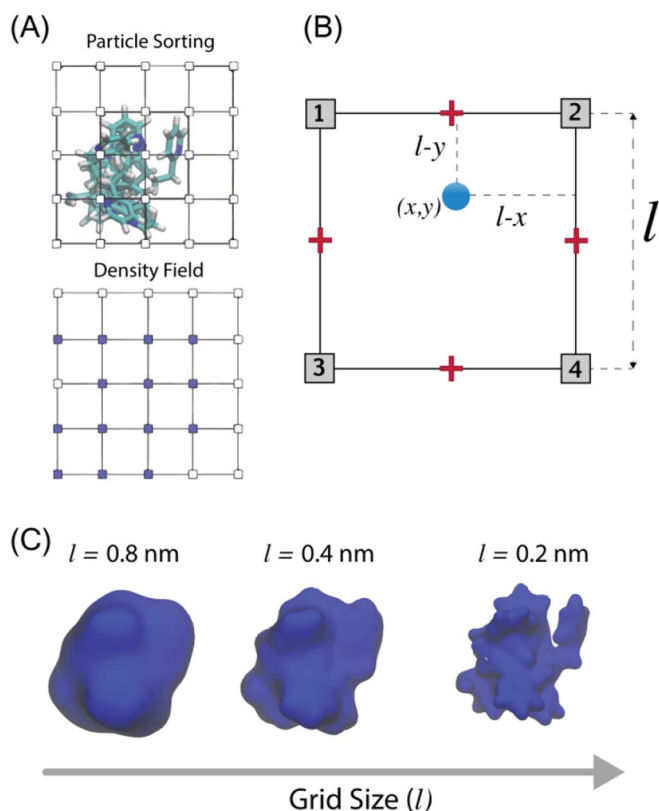 (A)
Particle Sorting
Density Field
(B)
1
2
l-y
(x,y)
l-x
l
3
4
(C)
l = 0.8 nm
l = 0.4 nm
l = 0.2 nm
Grid Size (l)